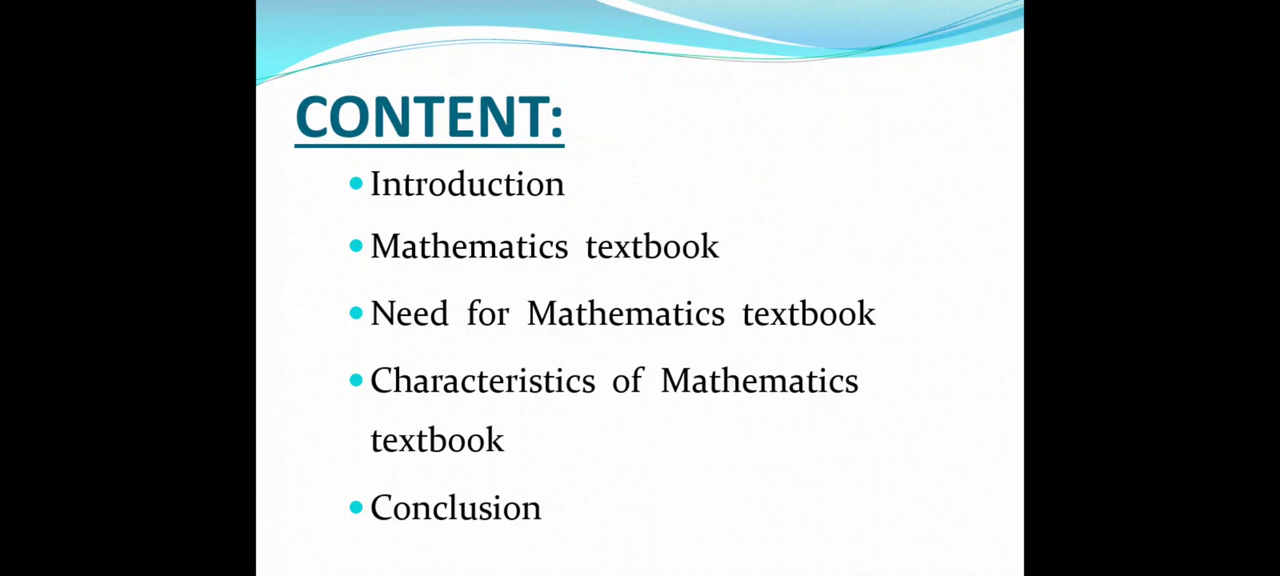 CONTENT:
• Introduction
• Mathematics textbook
• Need for Mathematics textbook
• Characteristics of Mathematics
textbook
• Conclusion